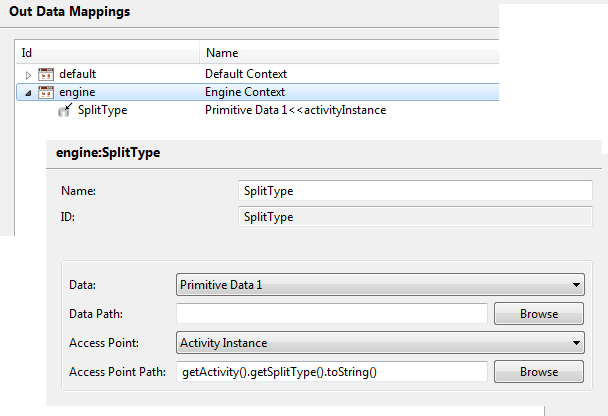 Out Data Mappings
Id Name
default Default Context
engine Engine Context
SplitType Primitive Data 1<<activityInstance
engine:SplitType
Name: SplitType
ID: SplitType
Data: Primitive Data 1
Data Path: Browse
Access Point: Activity Instance
Access Point Path: getActivity().getSplitType().toString() Browse